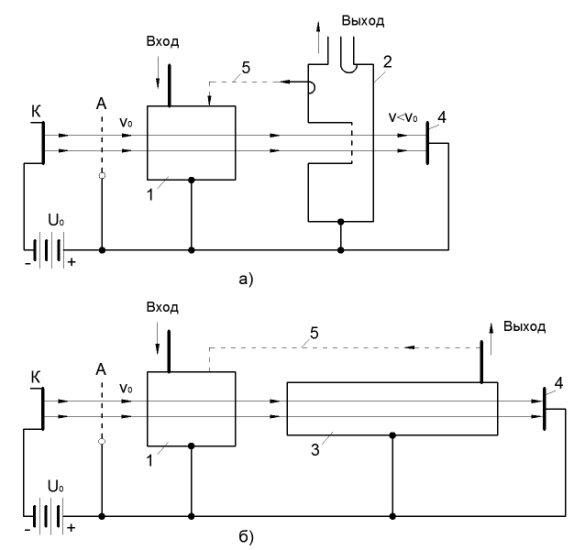 Выход
Вход
5
2
К
А
v₀
v<v₀
4
1
U₀
- +
а)
Вход
5
Выход
К
А
v₀
4
1
3
U₀
- +
б)